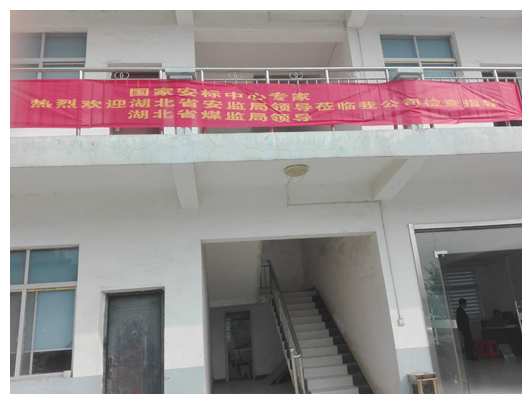 国家安标中心专家
热烈欢迎湖北省安监局领导莅临我公司检查指导
湖北省煤监局领导